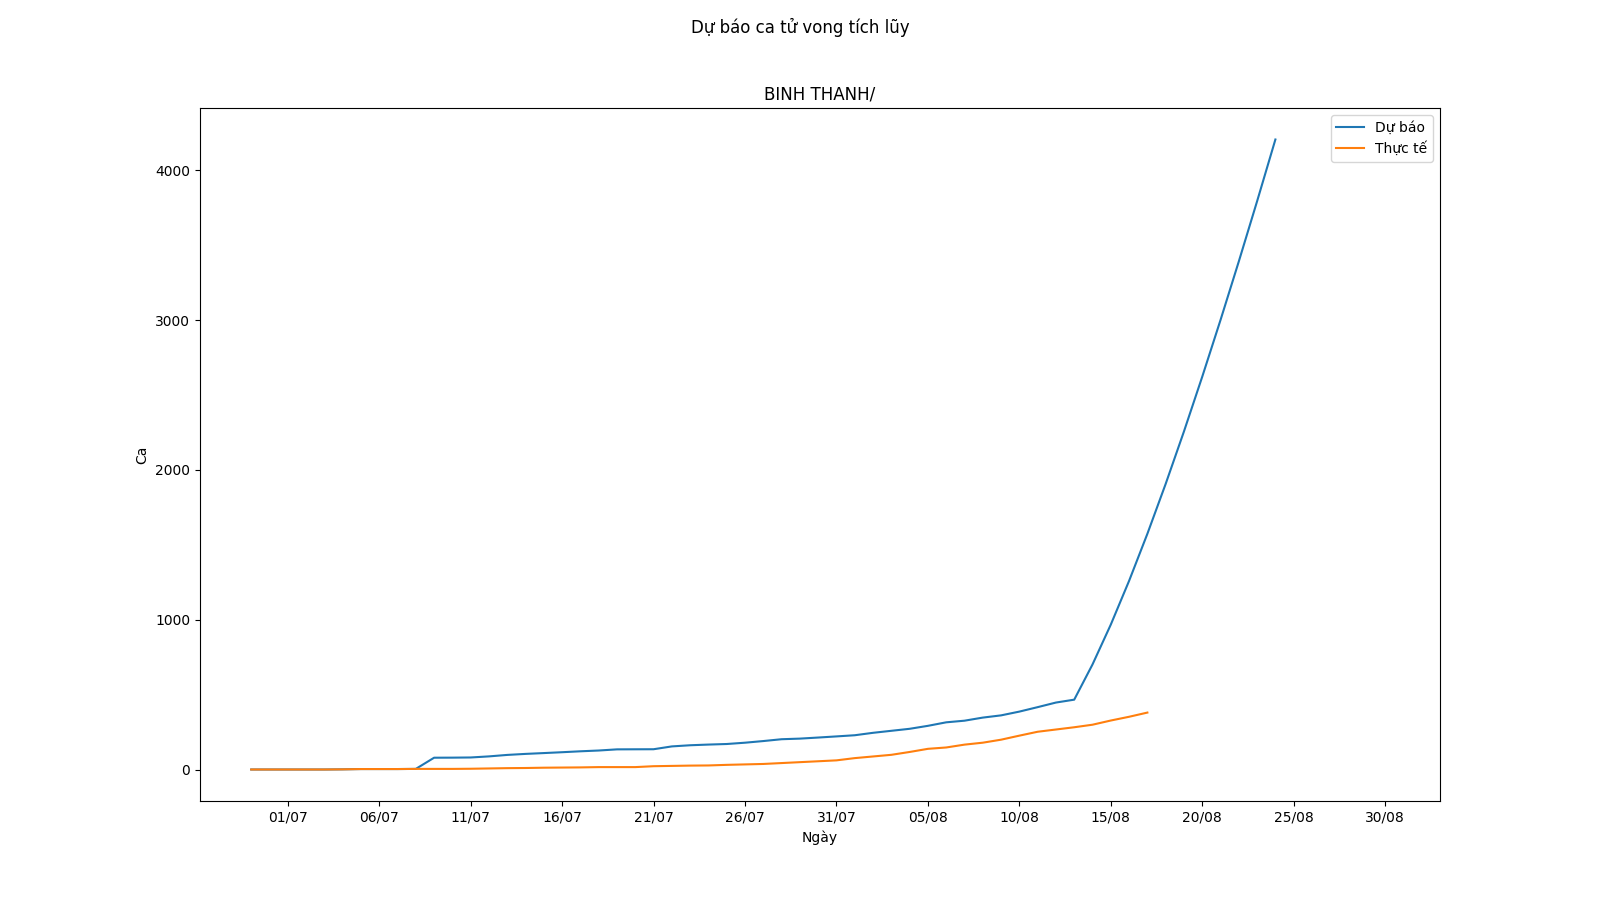 Dự báo ca tử vong tích lũy
BINH THANH/
Dự báo
Thực tế
4000
3000
2000
1000
0
Ca
01/07 06/07 11/07 16/07 21/07 26/07 31/07 05/08 10/08 15/08 20/08 25/08 30/08
Ngày